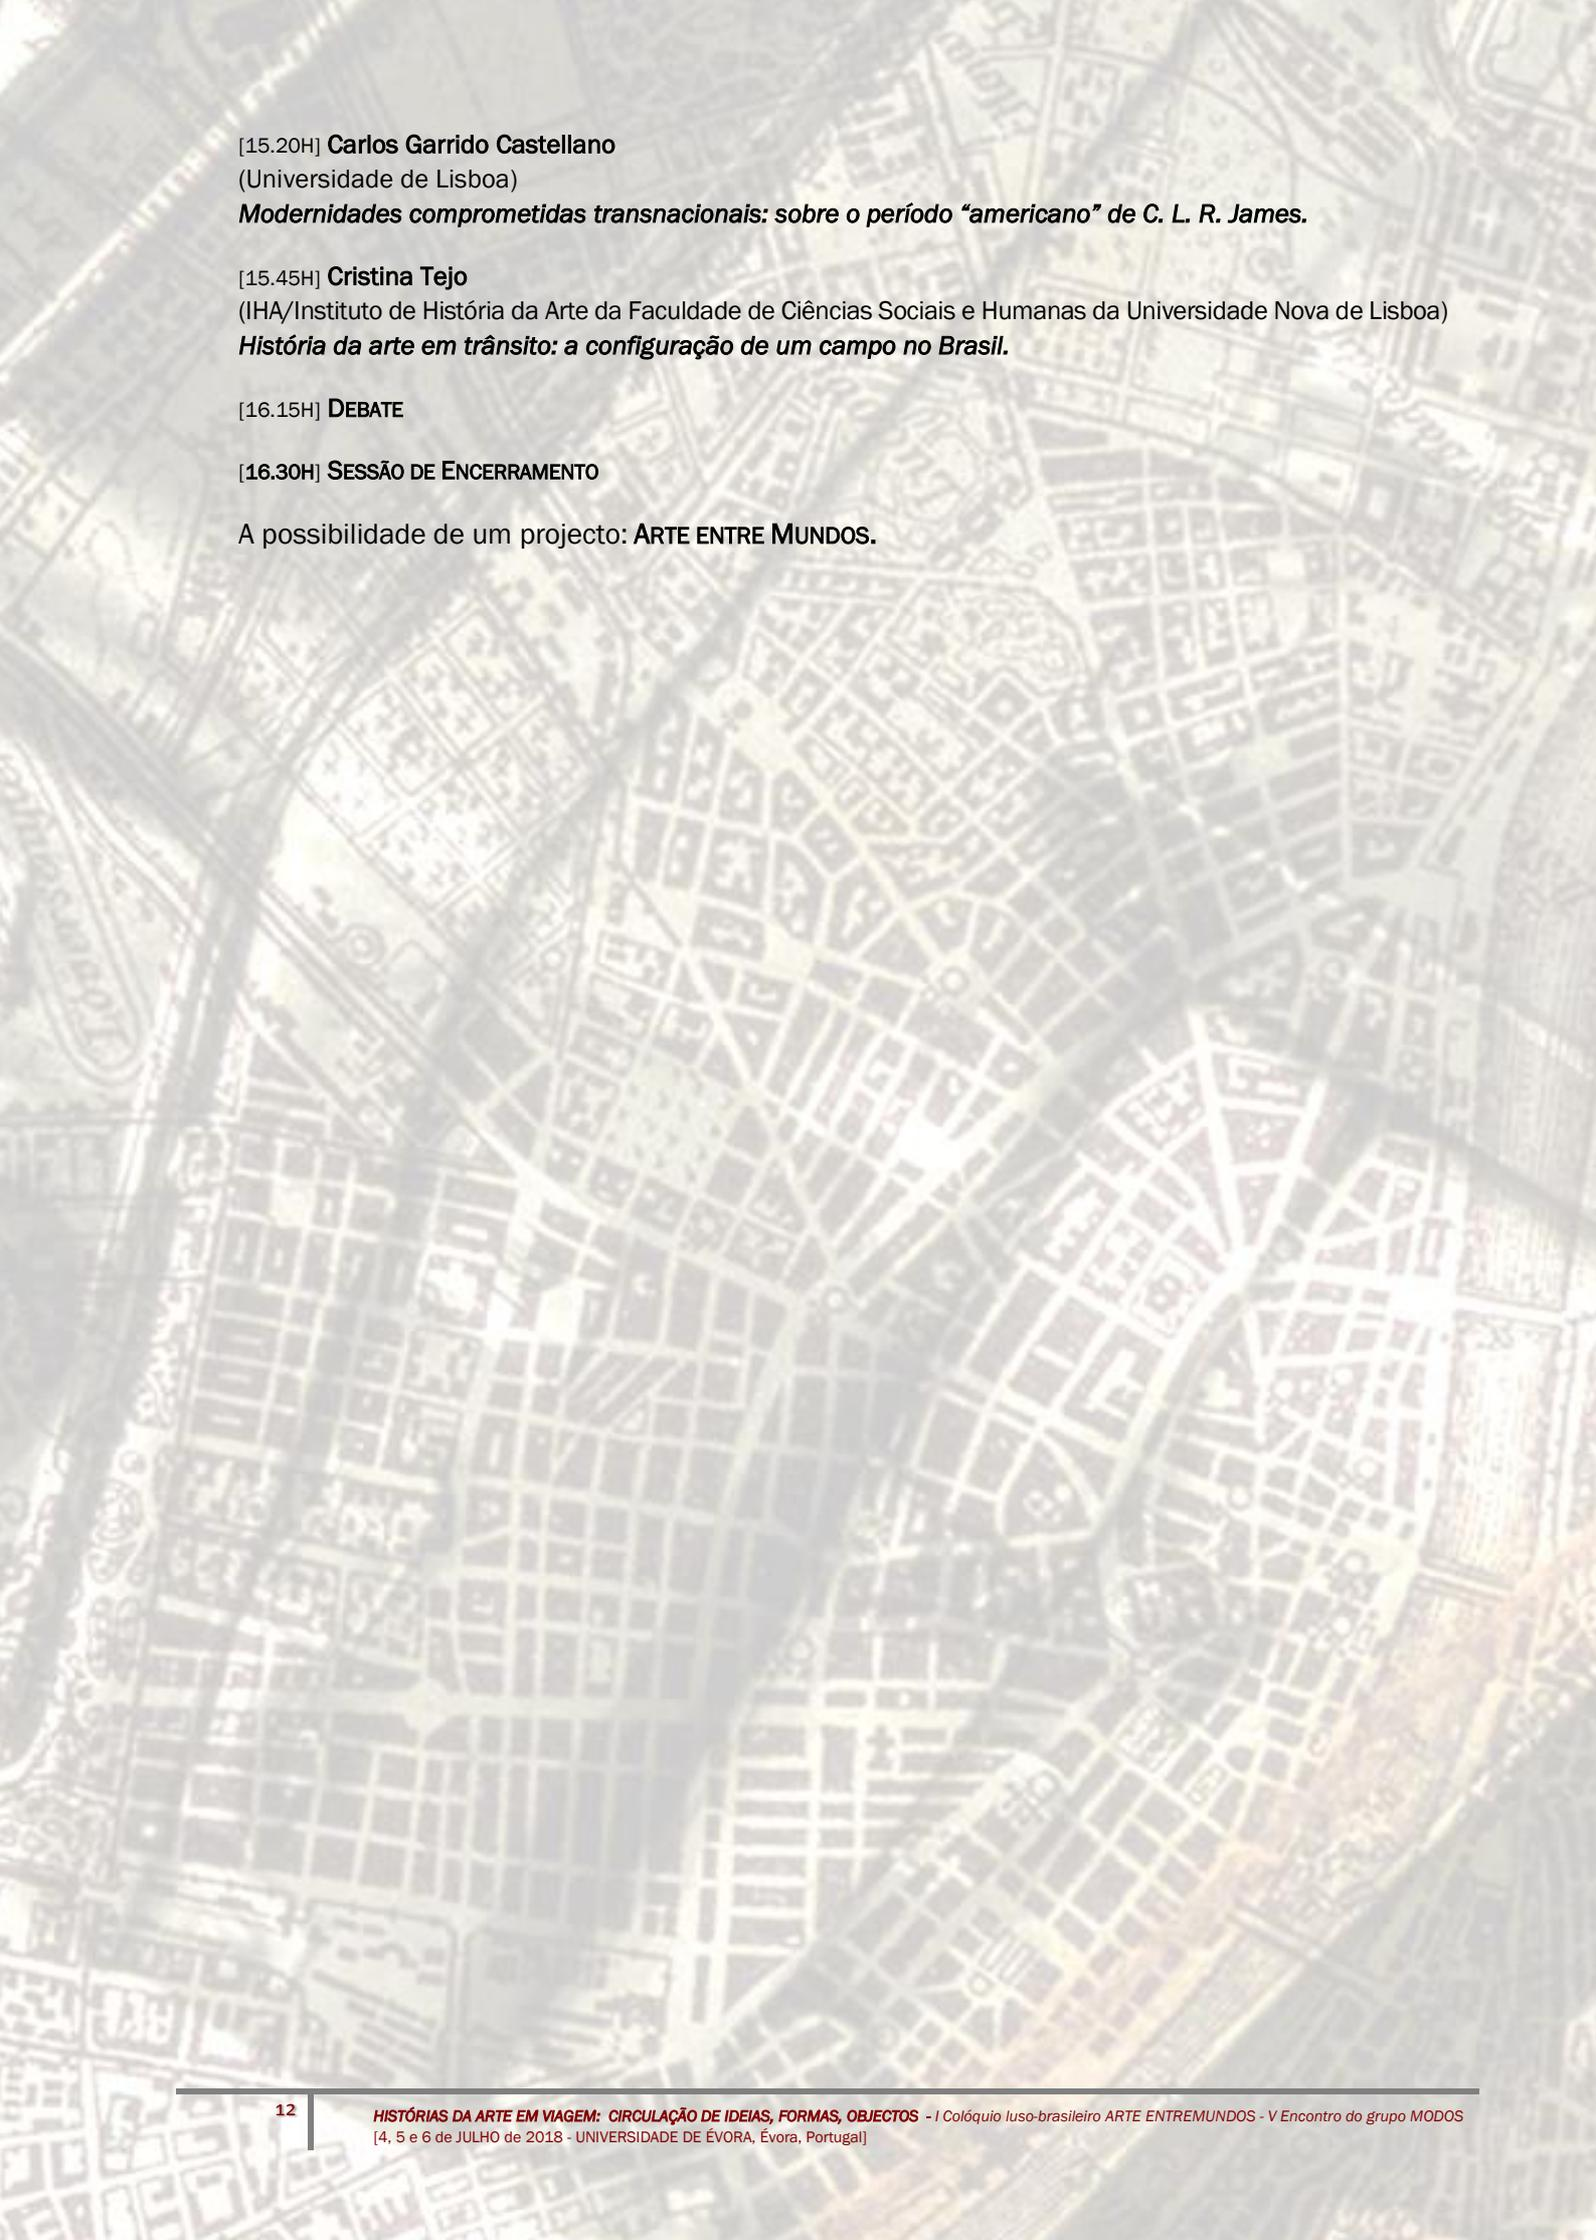 [15.20H] Carlos Garrido Castellano
(Universidade de Lisboa)
Modernidades comprometidas transnacionais: sobre o período “americano” de C. L. R. James.
[15.45H] Cristina Tejo
(IHA/Instituto de História da Arte da Faculdade de Ciências Sociais e Humanas da Universidade Nova de Lisboa)
História da arte em trânsito: a configuração de um campo no Brasil.
[16.15H] DEBATE
[16.30H] SESSÃO DE ENCERRAMENTO
A possibilidade de um projecto: ARTE ENTRE MUNDOS.
12
HISTÓRIAS DA ARTE EM VIAGEM: CIRCULAÇÃO DE IDEIAS, FORMAS, OBJECTOS - I Colóquio luso-brasileiro ARTE ENTREMUNDOS - V Encontro do grupo MODOS
[4, 5 e 6 de JULHO de 2018 - UNIVERSIDADE DE ÉVORA, Évora, Portugal]